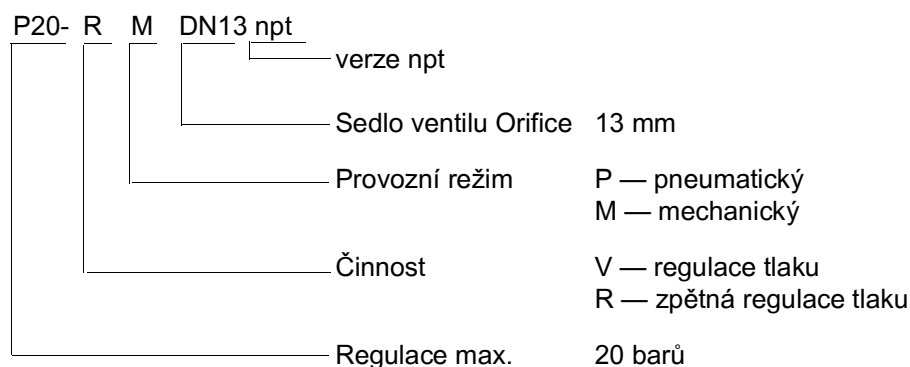 P20- R M DN13 npt
verze npt
Sedlo ventilu Orifice 13 mm
Provozní režim P — pneumatický
M — mechanický
Činnost V — regulace tlaku
R — zpětná regulace tlaku
Regulace max. 20 barů